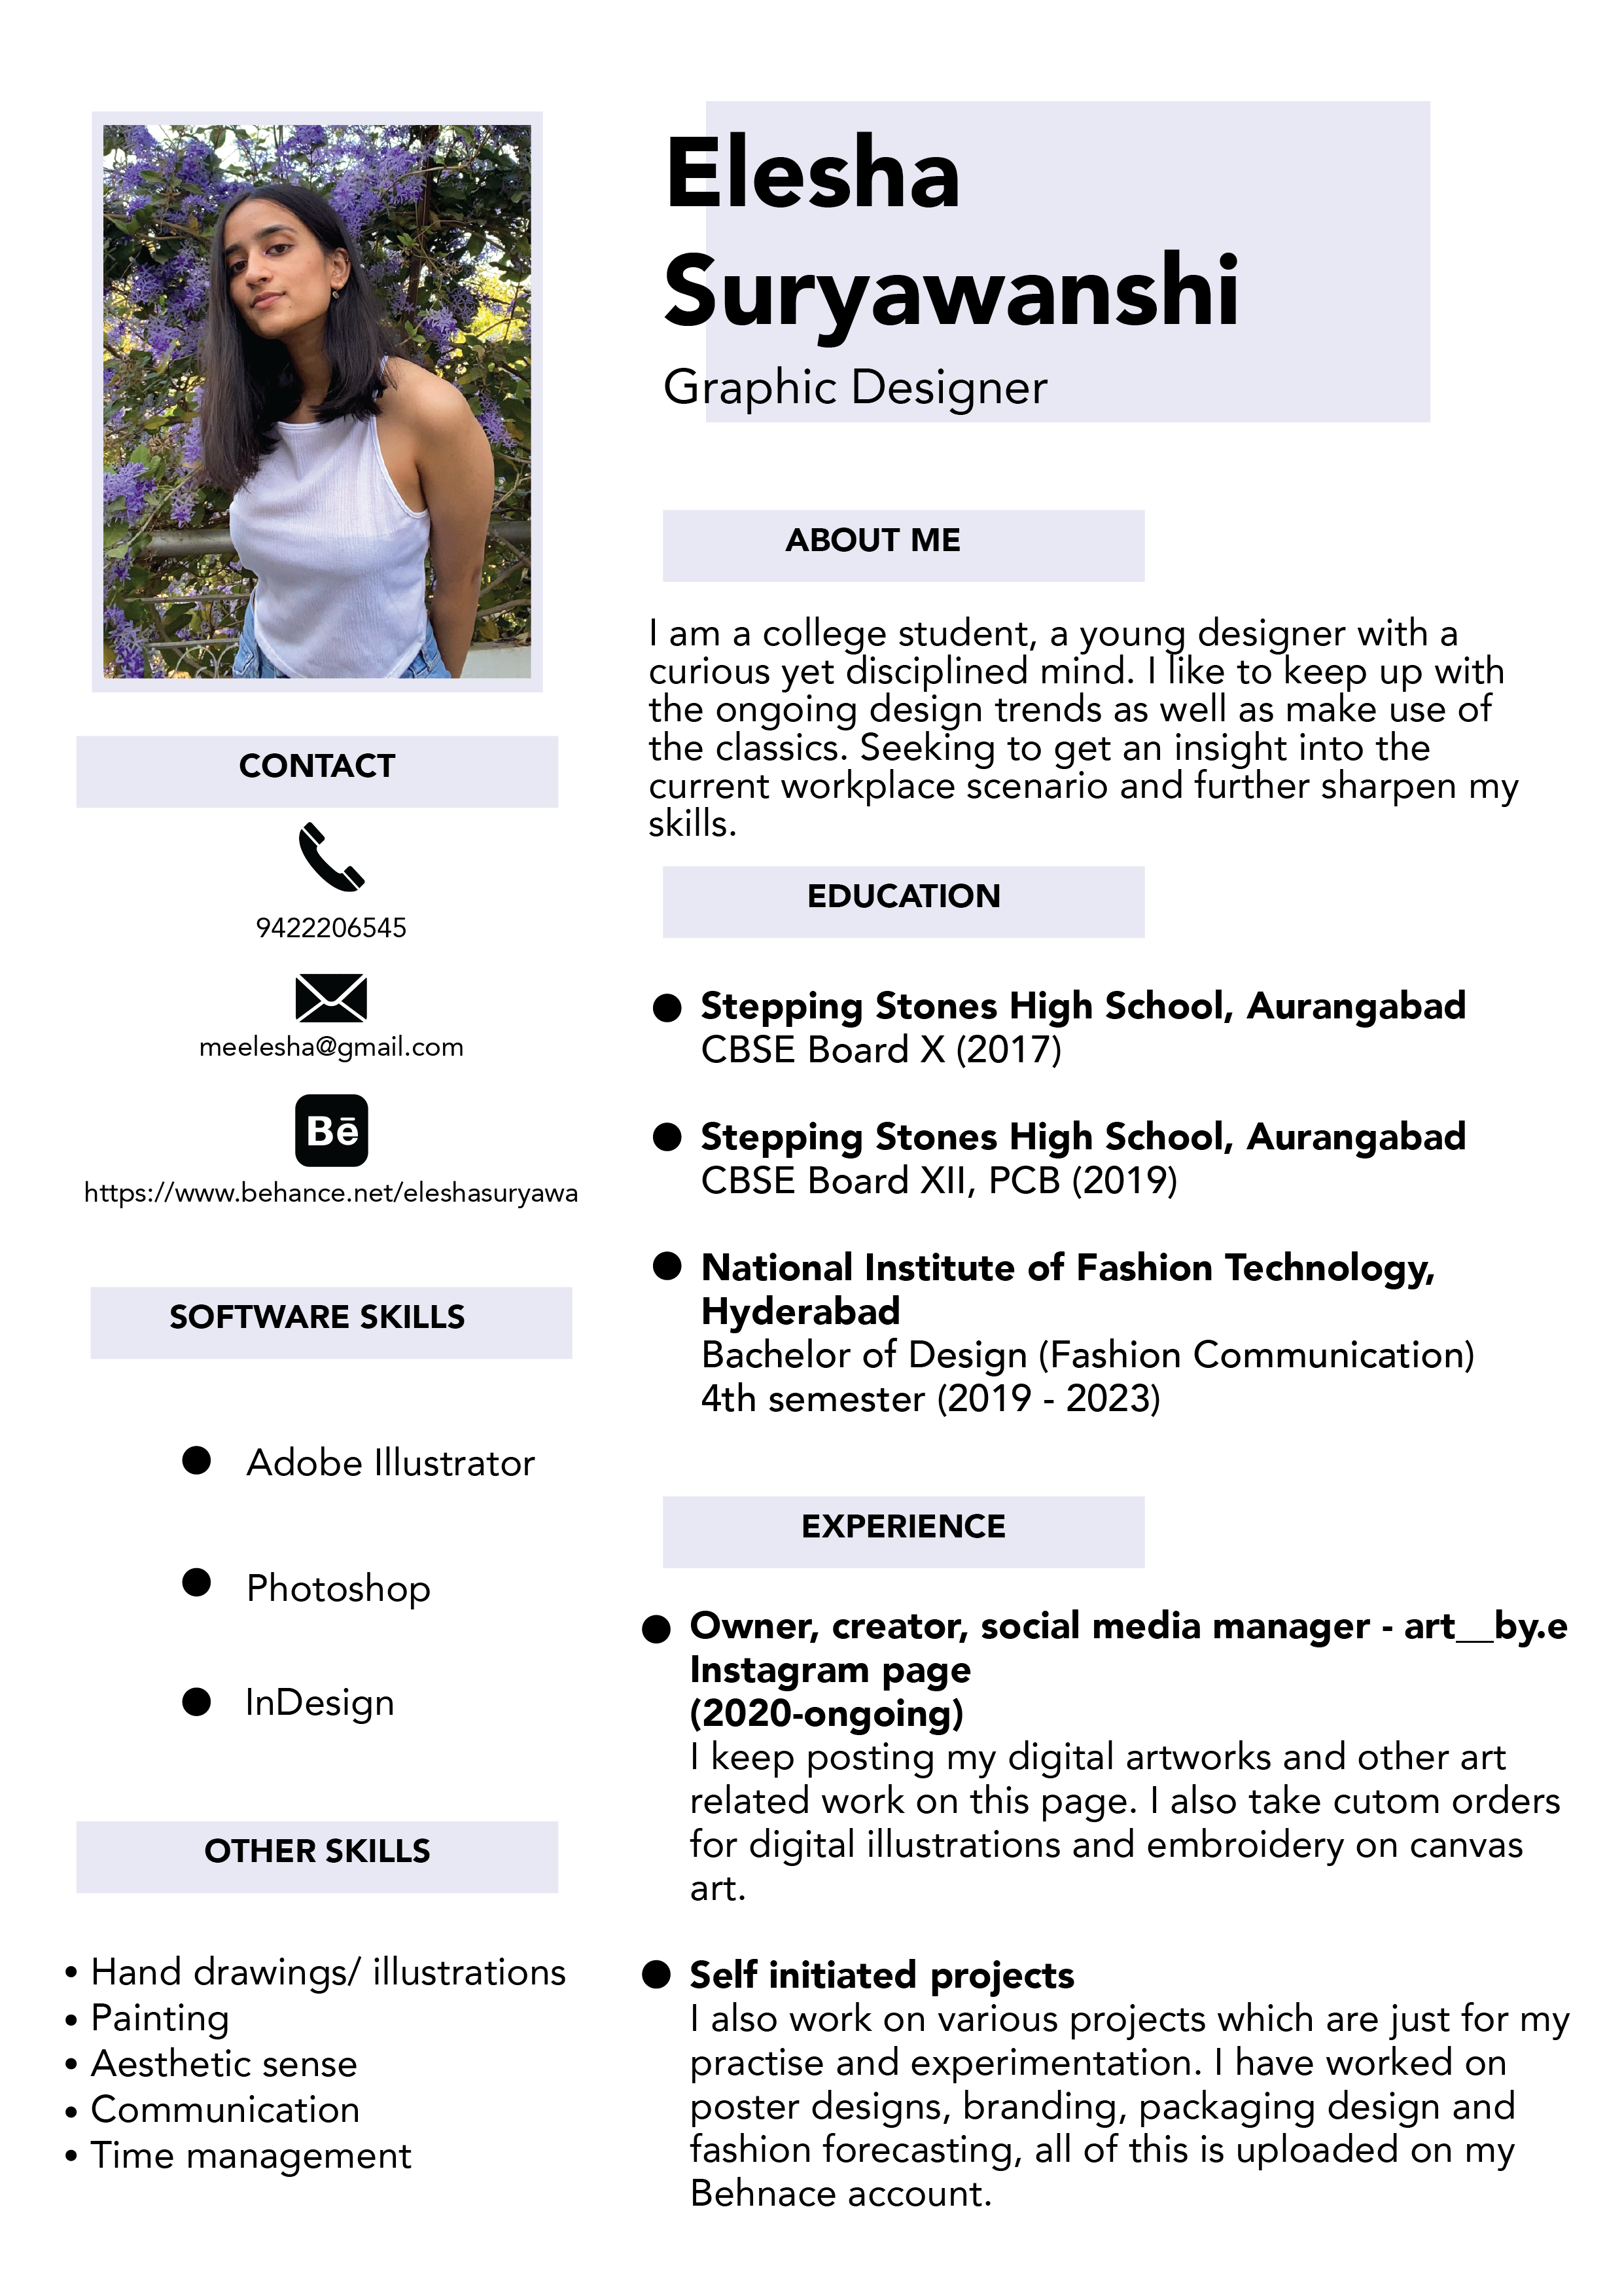 Elesha
Suryawanshi
Graphic Designer
CONTACT
9422206545
meelesha@gmail.com
Bē
https://www.behance.net/eleshasuryawa
SOFTWARE SKILLS
● Adobe Illustrator
● Photoshop
● InDesign
OTHER SKILLS
• Hand drawings/ illustrations
• Painting
• Aesthetic sense
• Communication
• Time management
ABOUT ME
I am a college student, a young designer with a
curious yet disciplined mind. I like to keep up with
the ongoing design trends as well as make use of
the classics. Seeking to get an insight into the
current workplace scenario and further sharpen my
skills.
EDUCATION
● Stepping Stones High School, Aurangabad
CBSE Board X (2017)
● Stepping Stones High School, Aurangabad
CBSE Board XII, PCB (2019)
● National Institute of Fashion Technology,
Hyderabad
Bachelor of Design (Fashion Communication)
4th semester (2019 - 2023)
EXPERIENCE
● Owner, creator, social media manager - art__by.e
Instagram page
(2020-ongoing)
I keep posting my digital artworks and other art
related work on this page. I also take cutom orders
for digital illustrations and embroidery on canvas
art.
● Self initiated projects
I also work on various projects which are just for my
practise and experimentation. I have worked on
poster designs, branding, packaging design and
fashion forecasting, all of this is uploaded on my
Behnace account.